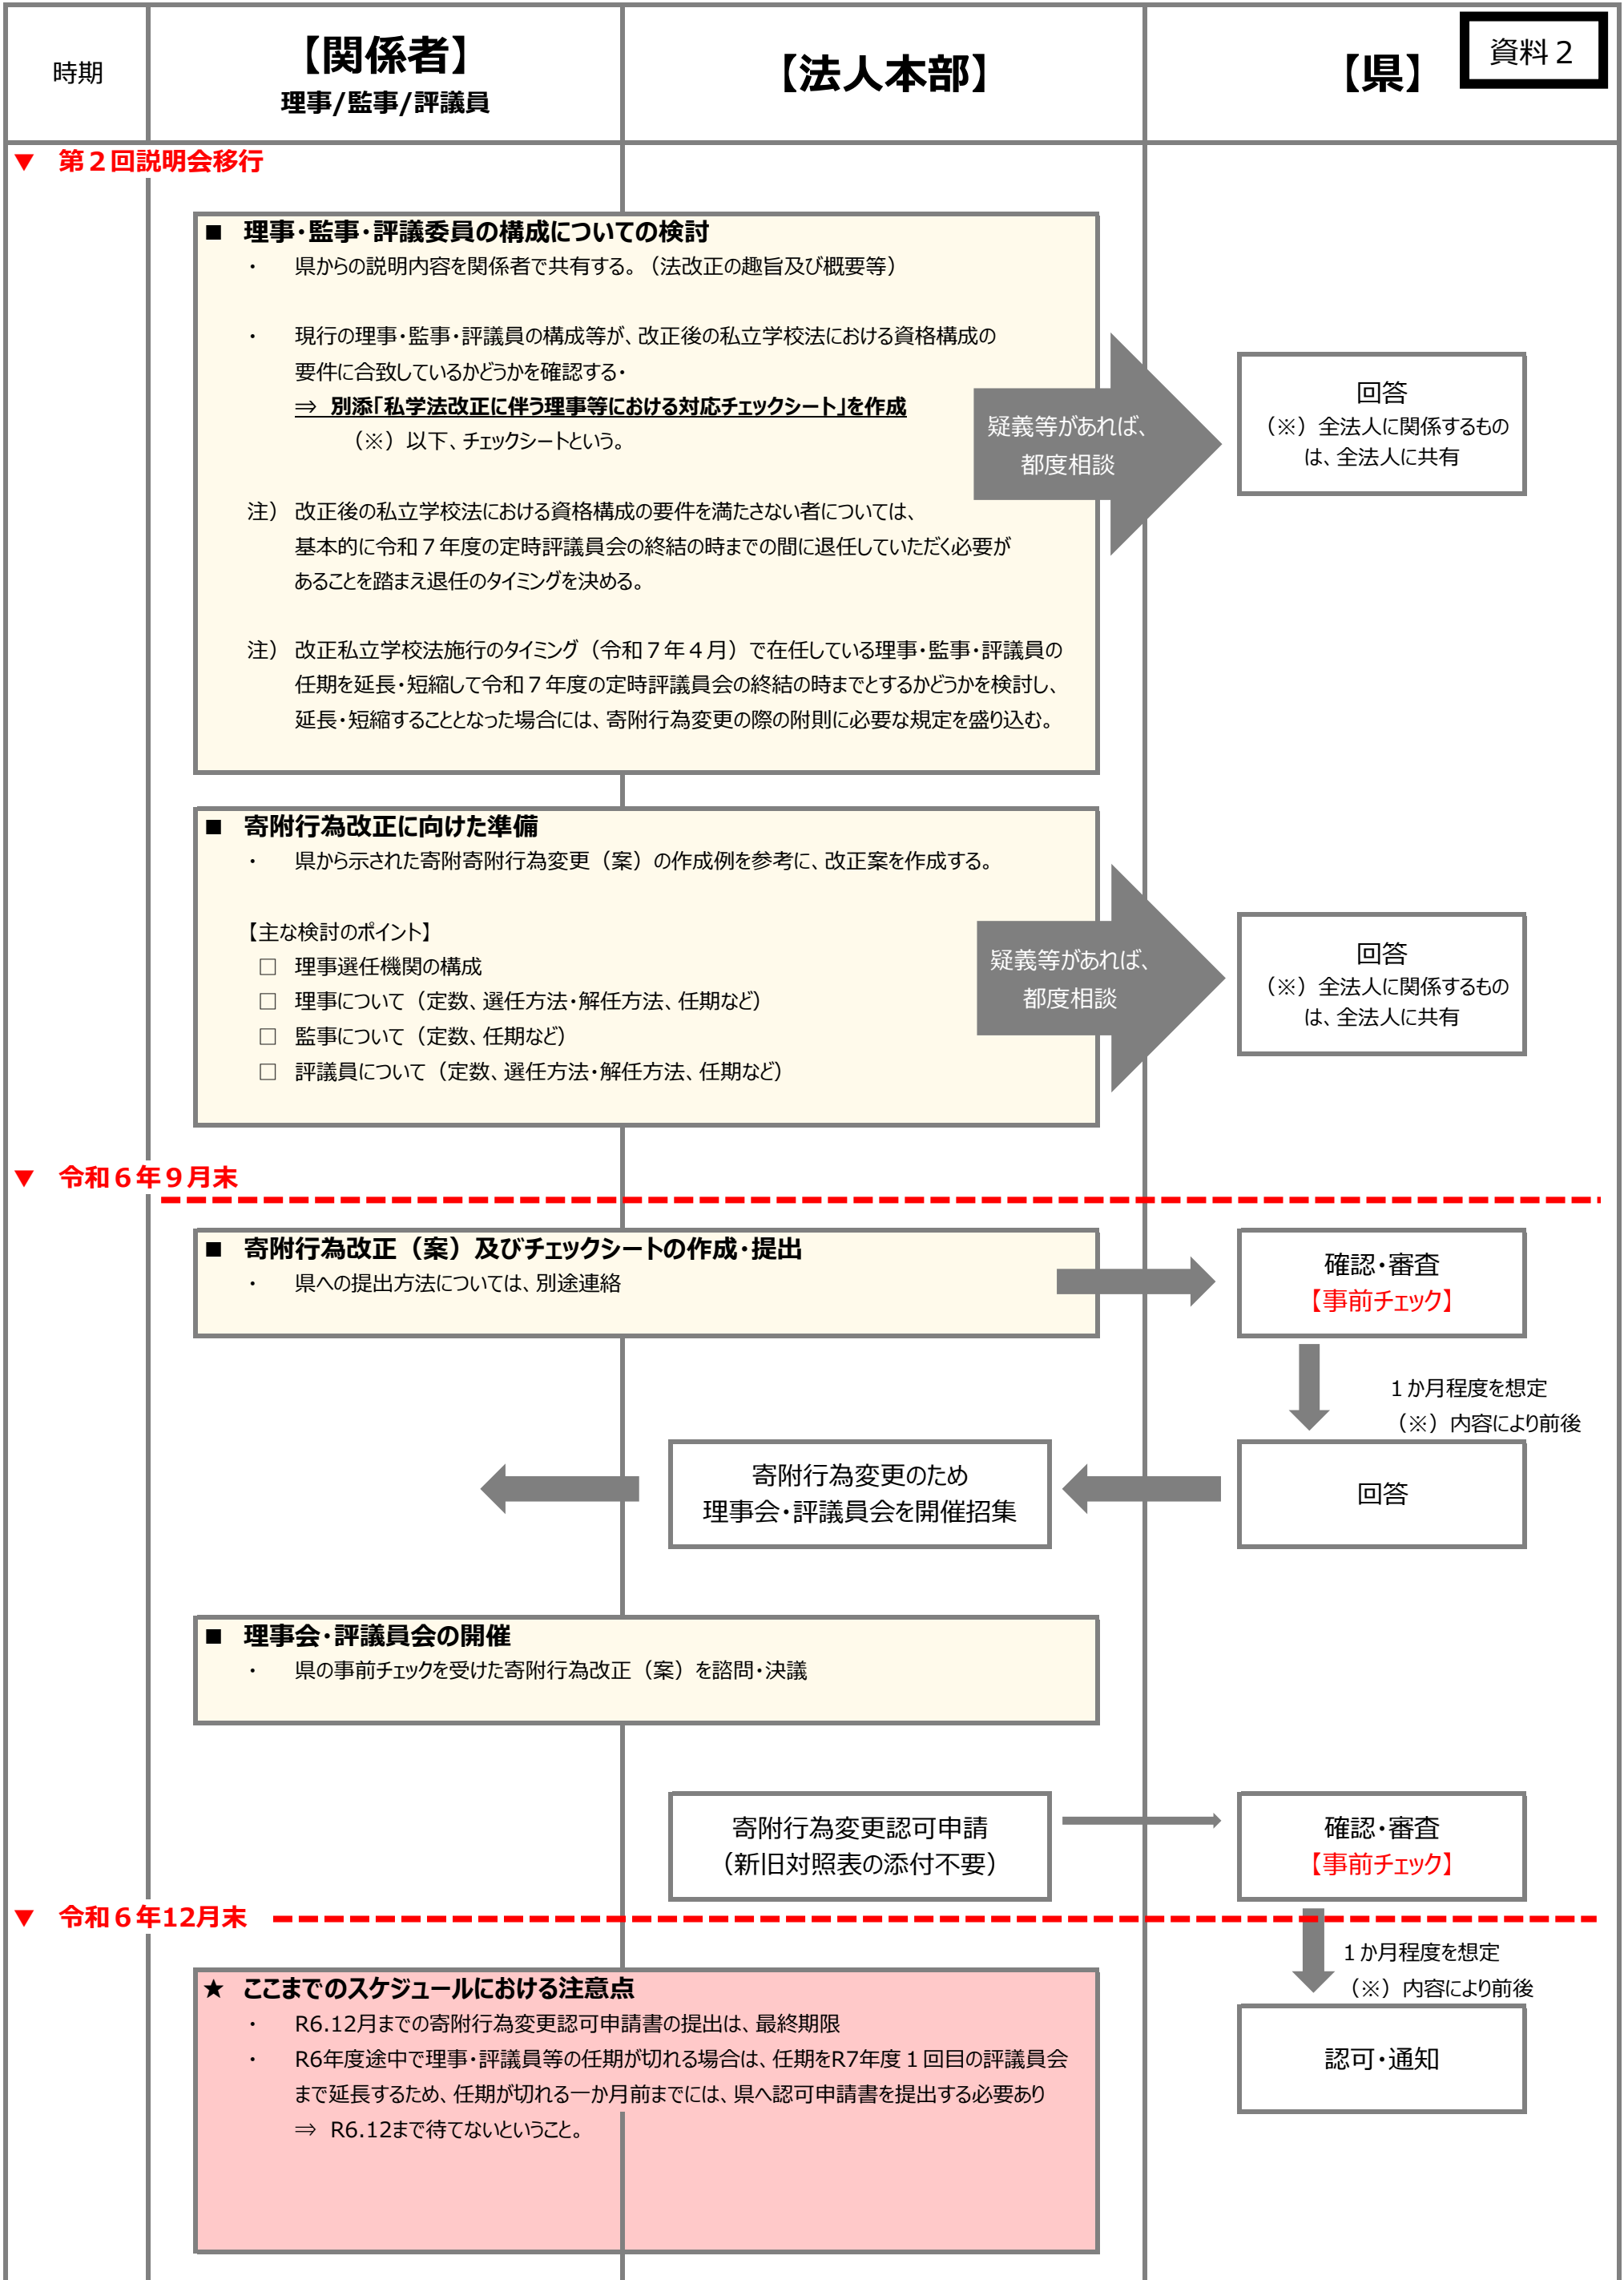 時期
【関係者】
理事/監事/評議員
【法人本部】
【県】
資料２
▼ 第２回説明会移行
■ 理事・監事・評議委員の構成についての検討
・ 県からの説明内容を関係者で共有する。（法改正の趣旨及び概要等）
・ 現行の理事・監事・評議員の構成等が、改正後の私立学校法における資格構成の
要件に合致しているかどうかを確認する・
⇒ 別添「私学法改正に伴う理事等における対応チェックシート」を作成
（※）以下、チェックシートという。
疑義等があれば、
都度相談
回答
（※）全法人に関係するもの
は、全法人に共有
注） 改正後の私立学校法における資格構成の要件を満たさない者については、
基本的に令和７年度の定時評議員会の終結の時までの間に退任していただく必要が
あることを踏まえ退任のタイミングを決める。
注） 改正私立学校法施行のタイミング（令和７年４月）で在任している理事・監事・評議員の
任期を延長・短縮して令和７年度の定時評議員会の終結の時までとするかどうかを検討し、
延長・短縮することとなった場合には、寄附行為変更の際の附則に必要な規定を盛り込む。
■ 寄附行為改正に向けた準備
・ 県から示された寄附寄附行為変更（案）の作成例を参考に、改正案を作成する。
【主な検討のポイント】
□ 理事選任機関の構成
□ 理事について（定数、選任方法・解任方法、任期など）
□ 監事について（定数、任期など）
□ 評議員について（定数、選任方法・解任方法、任期など）
疑義等があれば、
都度相談
回答
（※）全法人に関係するもの
は、全法人に共有
▼ 令和６年９月末
■ 寄附行為改正（案）及びチェックシートの作成・提出
・ 県への提出方法については、別途連絡
確認・審査
【事前チェック】
１か月程度を想定
（※）内容により前後
寄附行為変更のため
理事会・評議員会を開催招集
回答
■ 理事会・評議員会の開催
・ 県の事前チェックを受けた寄附行為改正（案）を諮問・決議
寄附行為変更認可申請
（新旧対照表の添付不要）
確認・審査
【事前チェック】
▼ 令和６年12月末
１か月程度を想定
（※）内容により前後
★ ここまでのスケジュールにおける注意点
・ R6.12月までの寄附行為変更認可申請書の提出は、最終期限
・ R6年度途中で理事・評議員等の任期が切れる場合は、任期をR7年度１回目の評議員会
まで延長するため、任期が切れる一か月前までには、県へ認可申請書を提出する必要あり
⇒ R6.12まで待てないということ。
認可・通知